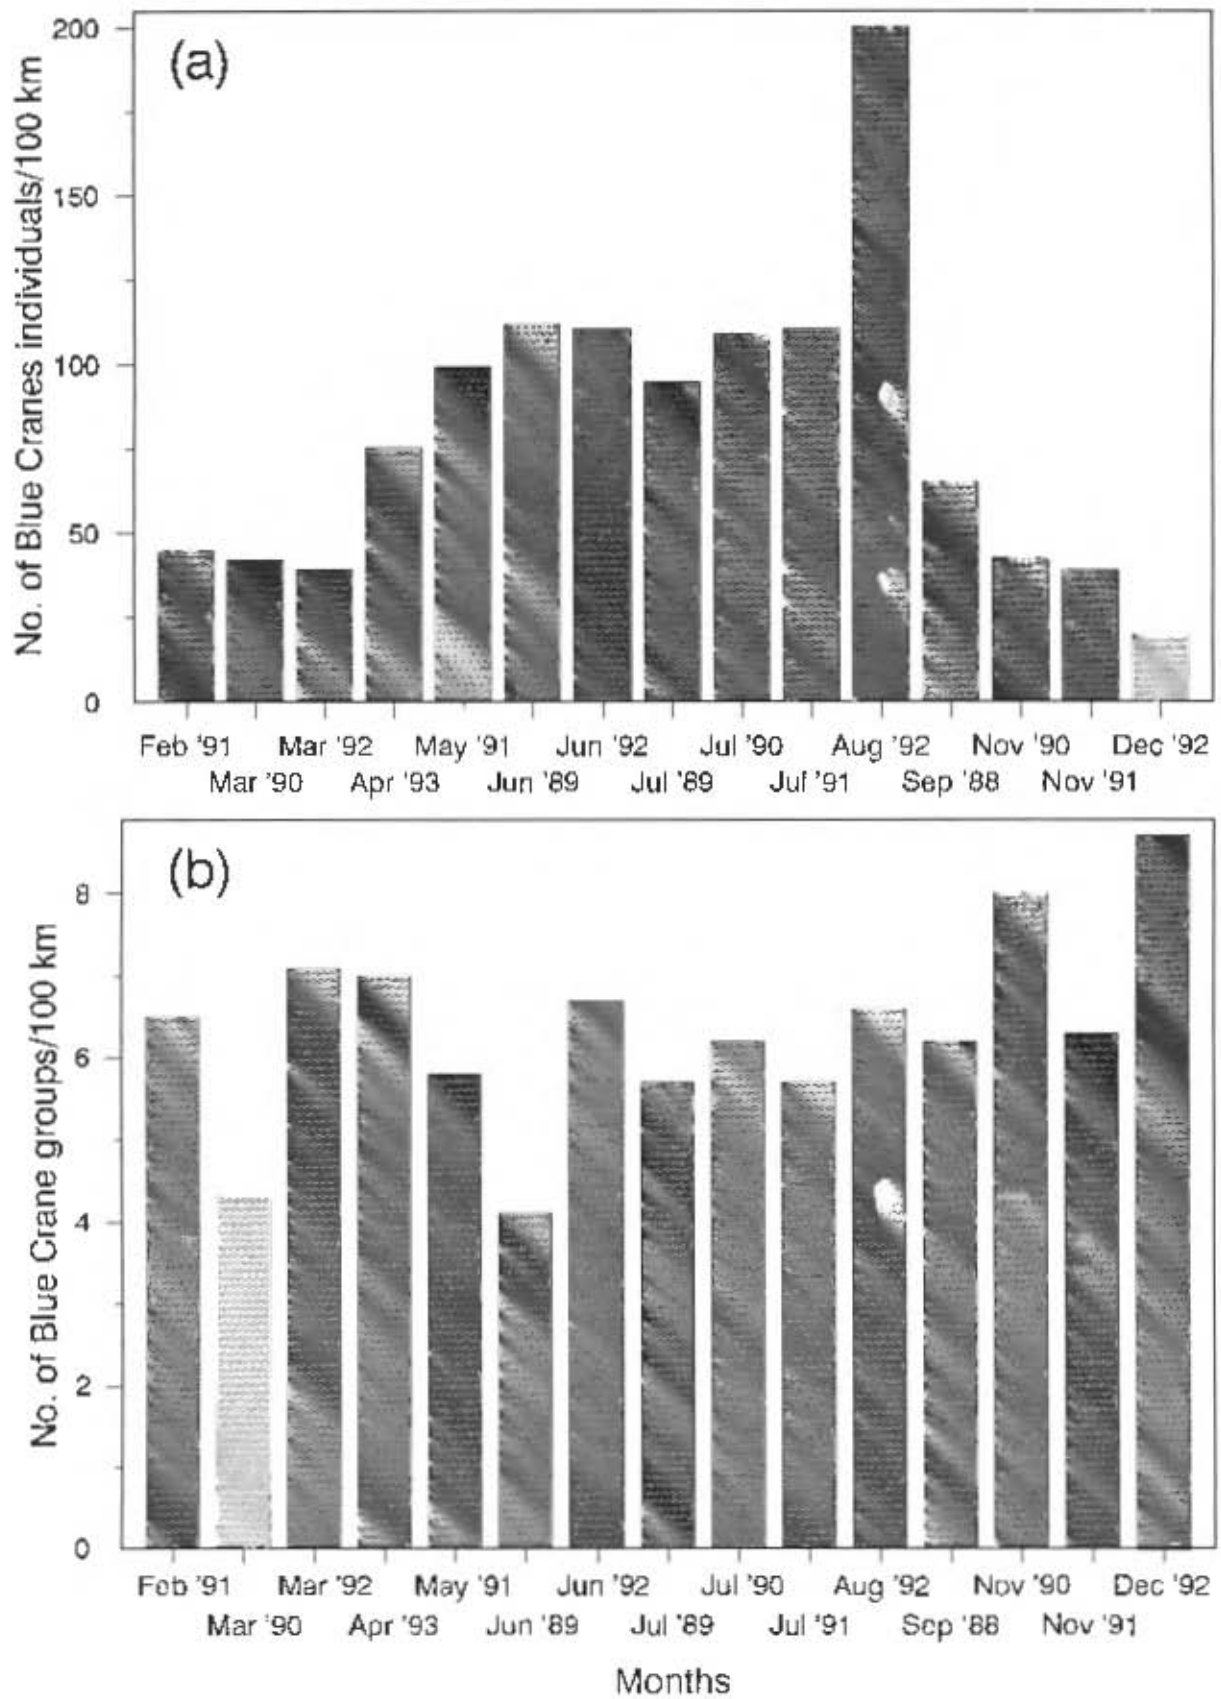 (a)
No. of Blue Cranes individuals/100 km
200
150
100
50
0
Feb '91 Mar '92 May '91 Jun '92 Jul '90 Aug '92 Nov '90 Dec '92
Mar '90 Apr '93 Jun '89 Jul '89 Jul '91 Sep '88 Nov '91
(b)
No. of Blue Crane groups/100 km
8
6
4
2
0
Feb '91 Mar '92 May '91 Jun '92 Jul '90 Aug '92 Nov '90 Dec '92
Mar '90 Apr '93 Jun '89 Jul '89 Jul '91 Sep '88 Nov '91
Months